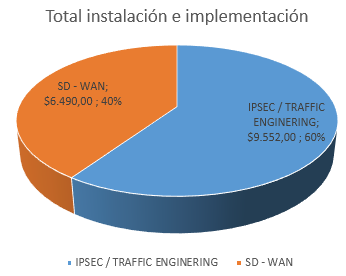 Total instalación e implementación
SD - WAN;
$6.490,00 ; 40%
IPSEC / TRAFFIC
ENGINERING;
$9.552,00 ; 60%
IPSEC / TRAFFIC ENGINERING
SD - WAN